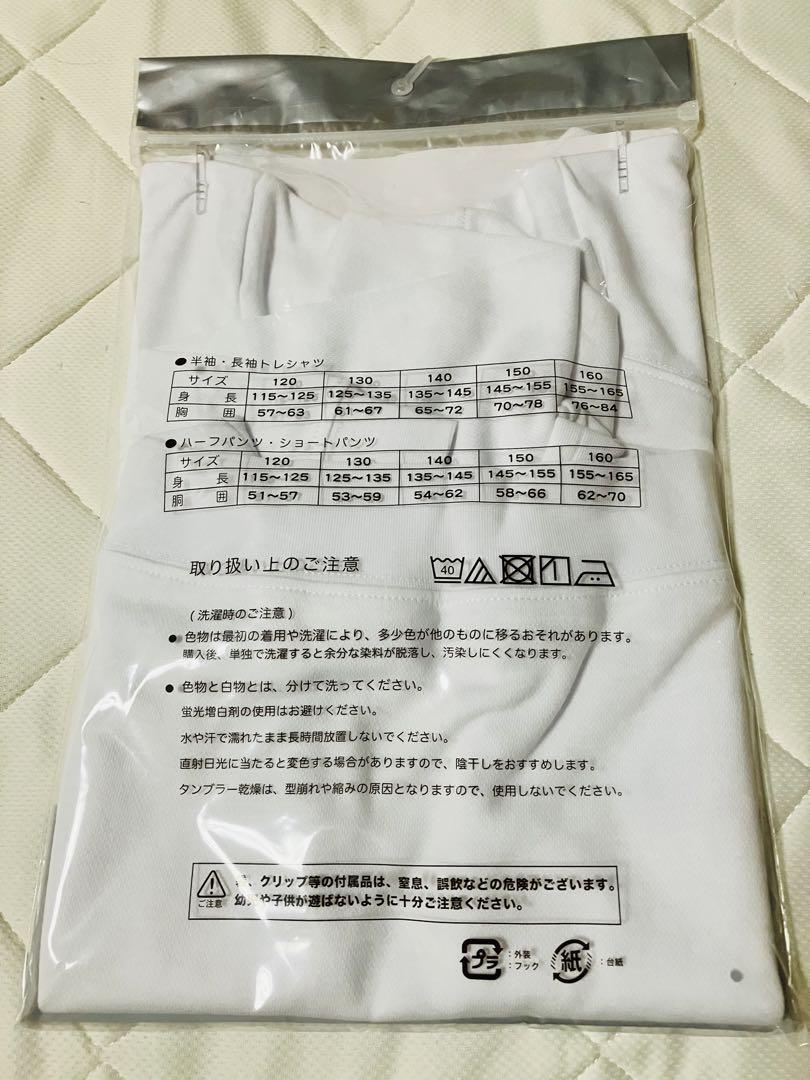 ●半袖・長袖トレシャツ
サイズ 120 130 140 150 160
身長 115～125 125～135 135～145 145～155 155～165
胸囲 57～63 61～67 65～72 70～78 76～84
●ハーフパンツ・ショートパンツ
サイズ 120 130 140 150 160
身長 115～125 125～135 135～145 145～155 155～165
胴囲 51～57 53～59 54～62 58～66 62～70
取り扱い上のご注意 40
(洗濯時のご注意)
● 色物は最初の着用や洗濯により、多少色が他のものに移るおそれがあります。
購入後、単独で洗濯すると余分な染料が脱落し、汚染しにくくなります。
● 色物と白物とは、分けて洗ってください。
蛍光増白剤の使用はお避けください。
水や汗で濡れたまま長時間放置しないでください。
直射日光に当たると変色する場合がありますので、陰干しをおすすめします。
タンブラー乾燥は、型崩れや縮みの原因となりますので、使用しないでください。
、クリップ等の付属品は、窒息、誤飲などの危険がございます。
ご注意 幼児や子供が遊ばないように十分ご注意ください。
プラ :外装
:フック
紙 :台紙